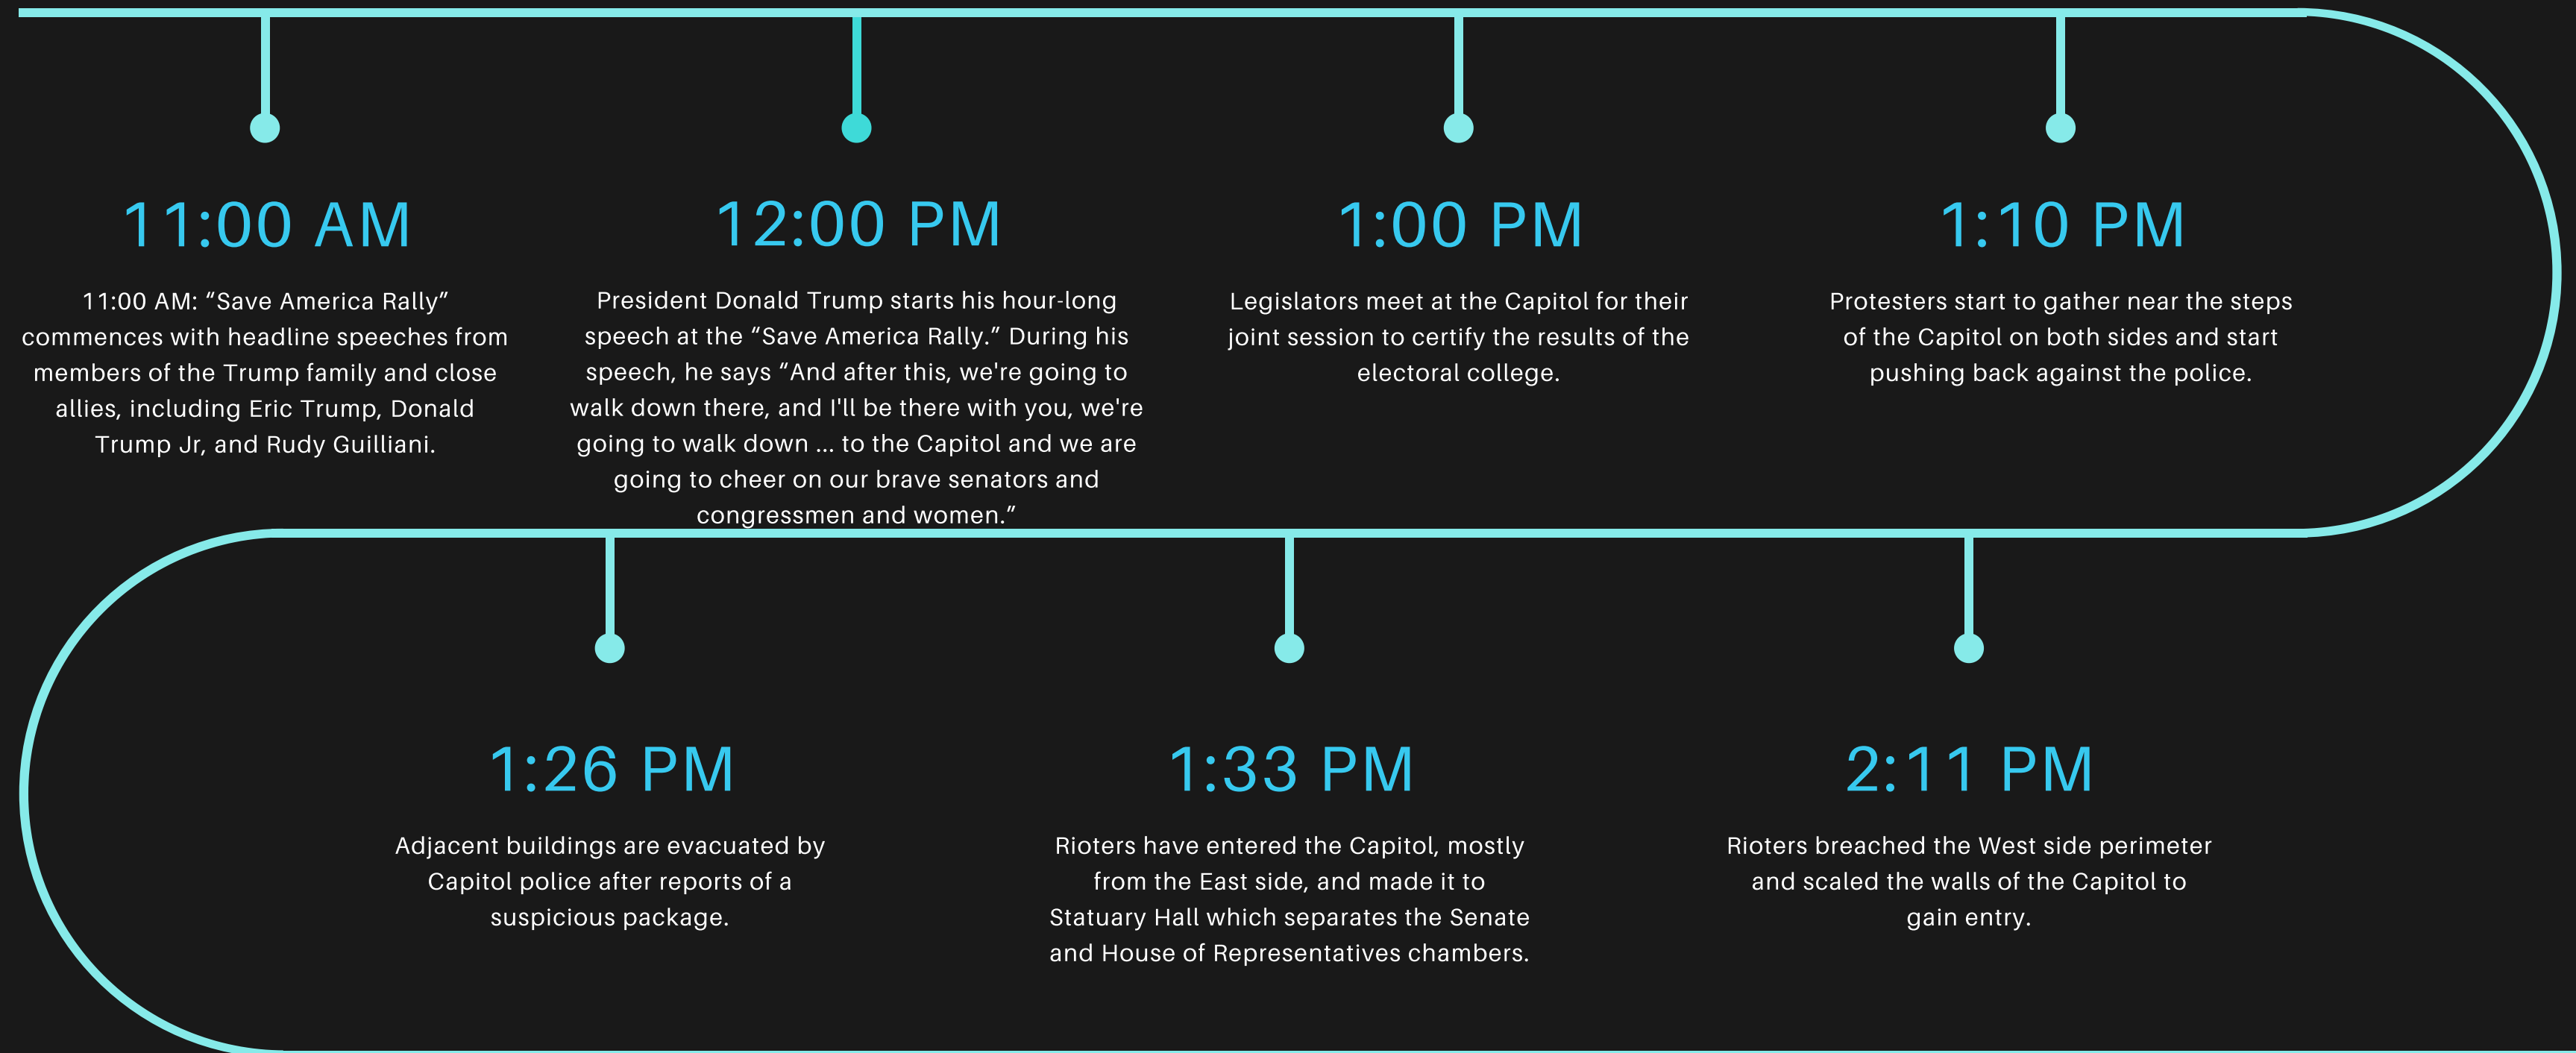 11:00 AM
11:00 AM: “Save America Rally”
commences with headline speeches from
members of the Trump family and close
allies, including Eric Trump, Donald
Trump Jr, and Rudy Guilliani.
12:00 PM
President Donald Trump starts his hour-long
speech at the “Save America Rally.” During his
speech, he says “And after this, we're going to
walk down there, and I'll be there with you, we're
going to walk down ... to the Capitol and we are
going to cheer on our brave senators and
congressmen and women.”
1:00 PM
Legislators meet at the Capitol for their
joint session to certify the results of the
electoral college.
1:10 PM
Protesters start to gather near the steps
of the Capitol on both sides and start
pushing back against the police.
1:26 PM
Adjacent buildings are evacuated by
Capitol police after reports of a
suspicious package.
1:33 PM
Rioters have entered the Capitol, mostly
from the East side, and made it to
Statuary Hall which separates the Senate
and House of Representatives chambers.
2:11 PM
Rioters breached the West side perimeter
and scaled the walls of the Capitol to
gain entry.